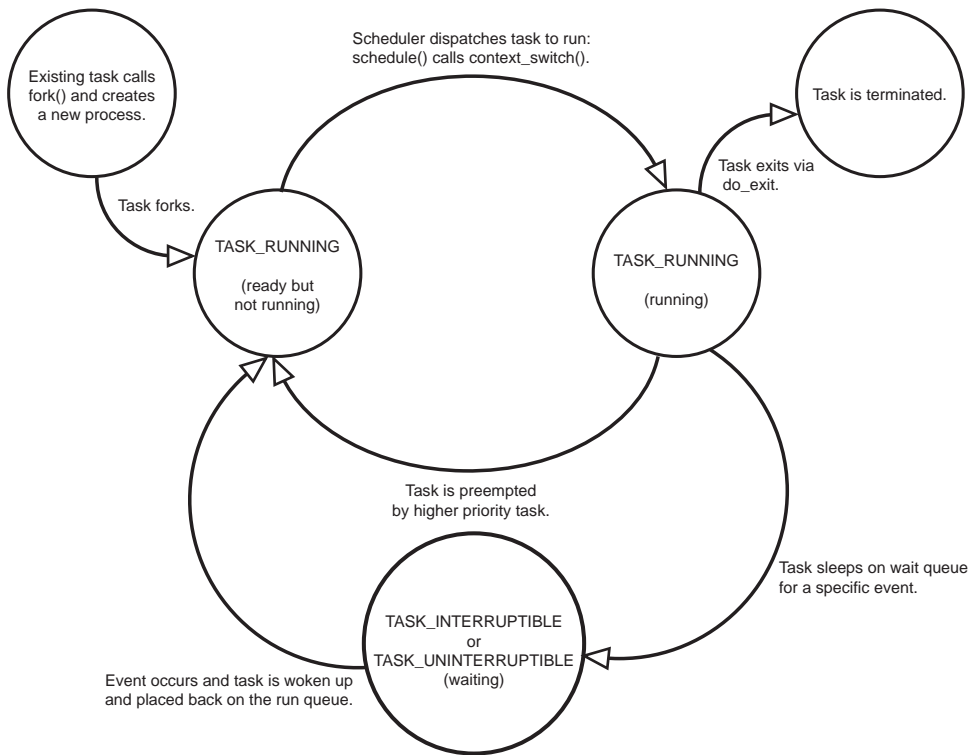 Scheduler dispatches task to run:
schedule() calls context_switch().
Existing task calls
fork() and creates
a new process.
Task is terminated.
Task exits via
do_exit.
Task forks.
TASK_RUNNING
(ready but
not running)
TASK_RUNNING
(running)
Task is preempted
by higher priority task.
Task sleeps on wait queue
for a specific event.
TASK_INTERRUPTIBLE
or
TASK_UNINTERRUPTIBLE
(waiting)
Event occurs and task is woken up
and placed back on the run queue.